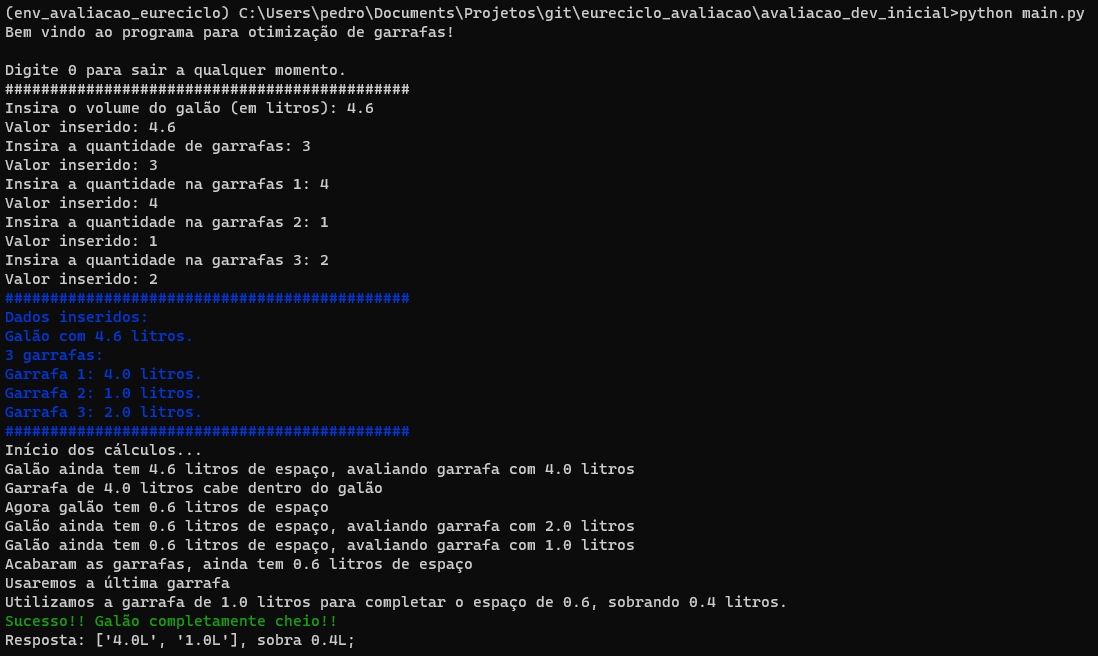 (env_avaliacao_eureciclo) C:\Users\pedro\Documents\Projetos\git\eureciclo_avaliacao\avaliacao_dev_inicial>python main.py
Bem vindo ao programa para otimização de garrafas!
Digite 0 para sair a qualquer momento.
#############################################
Insira o volume do galão (em litros): 4.6
Valor inserido: 4.6
Insira a quantidade de garrafas: 3
Valor inserido: 3
Insira a quantidade na garrafas 1: 4
Valor inserido: 4
Insira a quantidade na garrafas 2: 1
Valor inserido: 1
Insira a quantidade na garrafas 3: 2
Valor inserido: 2
#############################################
Dados inseridos:
Galão com 4.6 litros.
3 garrafas:
Garrafa 1: 4.0 litros.
Garrafa 2: 1.0 litros.
Garrafa 3: 2.0 litros.
#############################################
Início dos cálculos...
Galão ainda tem 4.6 litros de espaço, avaliando garrafa com 4.0 litros
Garrafa de 4.0 litros cabe dentro do galão
Agora galão tem 0.6 litros de espaço
Galão ainda tem 0.6 litros de espaço, avaliando garrafa com 2.0 litros
Galão ainda tem 0.6 litros de espaço, avaliando garrafa com 1.0 litros
Acabaram as garrafas, ainda tem 0.6 litros de espaço
Usaremos a última garrafa
Utilizamos a garrafa de 1.0 litros para completar o espaço de 0.6, sobrando 0.4 litros.
Sucesso!! Galão completamente cheio!!
Resposta: ['4.0L', '1.0L'], sobra 0.4L;